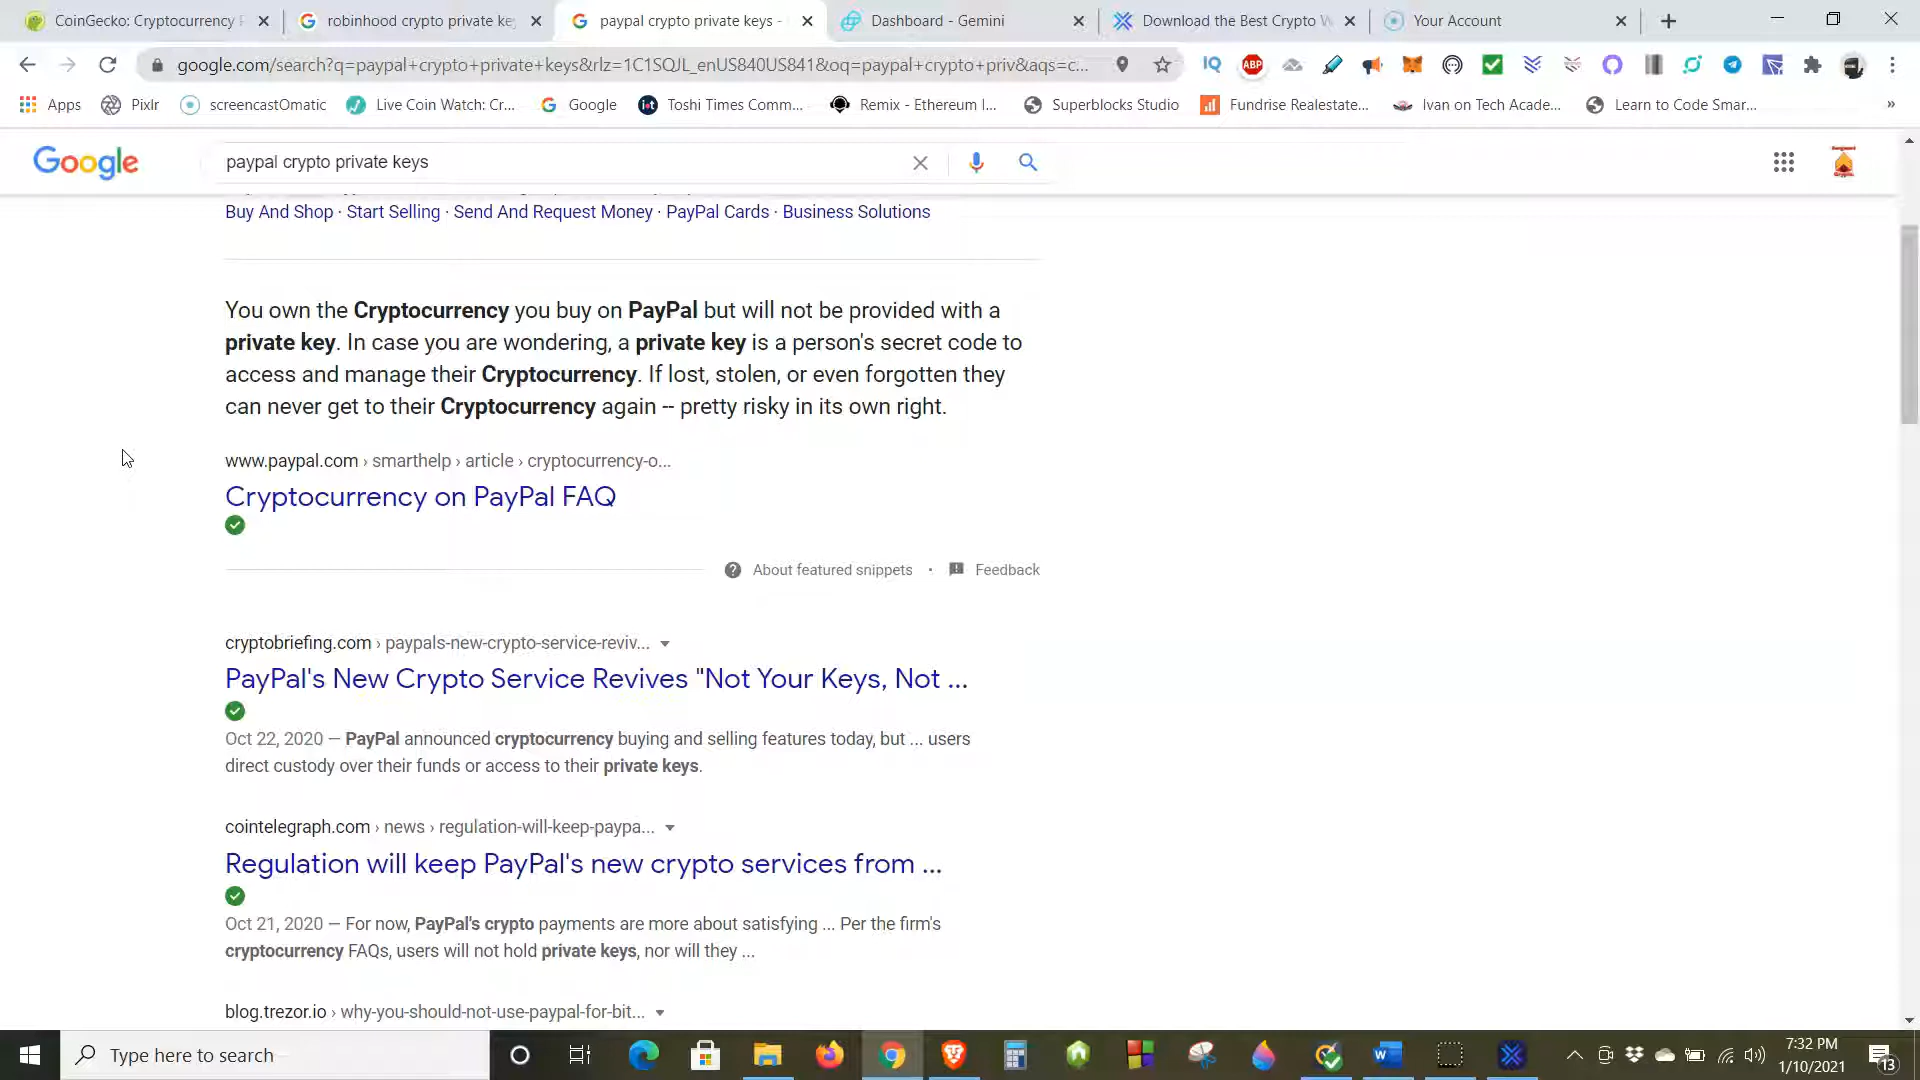 CoinGecko: Cryptocurrency
robinhood crypto private ke
paypal crypto private keys -
Dashboard - Gemini
Download the Best Crypto W
Your Account
google.com/search?q=paypal+crypto+private+keys&rlz=1C1SQJL_enUS840US841&oq=paypal+crypto+priv&aqs=c...
Apps
Pixlr
screencastOmatic
Live Coin Watch: Cr...
Google
Toshi Times Comm...
Remix - Ethereum I...
Superblocks Studio
Fundrise Realestate...
Ivan on Tech Acade...
Learn to Code Smar...
»
Google
paypal crypto private keys
Buy And Shop · Start Selling · Send And Request Money · PayPal Cards · Business Solutions
You own the Cryptocurrency you buy on PayPal but will not be provided with a
private key. In case you are wondering, a private key is a person's secret code to
access and manage their Cryptocurrency. If lost, stolen, or even forgotten they
can never get to their Cryptocurrency again -- pretty risky in its own right.
www.paypal.com › smarthelp › article › cryptocurrency-o...
Cryptocurrency on PayPal FAQ
About featured snippets · Feedback
cryptobriefing.com › paypals-new-crypto-service-reviv...
PayPal's New Crypto Service Revives "Not Your Keys, Not ...
Oct 22, 2020 — PayPal announced cryptocurrency buying and selling features today, but ... users
direct custody over their funds or access to their private keys.
cointelegraph.com › news › regulation-will-keep-paypa...
Regulation will keep PayPal's new crypto services from ...
Oct 21, 2020 — For now, PayPal's crypto payments are more about satisfying ... Per the firm's
cryptocurrency FAQs, users will not hold private keys, nor will they ...
blog.trezor.io › why-you-should-not-use-paypal-for-bit...
Type here to search
7:32 PM
1/10/2021
13